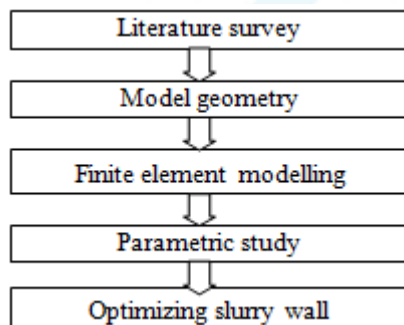 Literature survey
Model geometry
Finite element modelling
Parametric study
Optimizing slurry wall